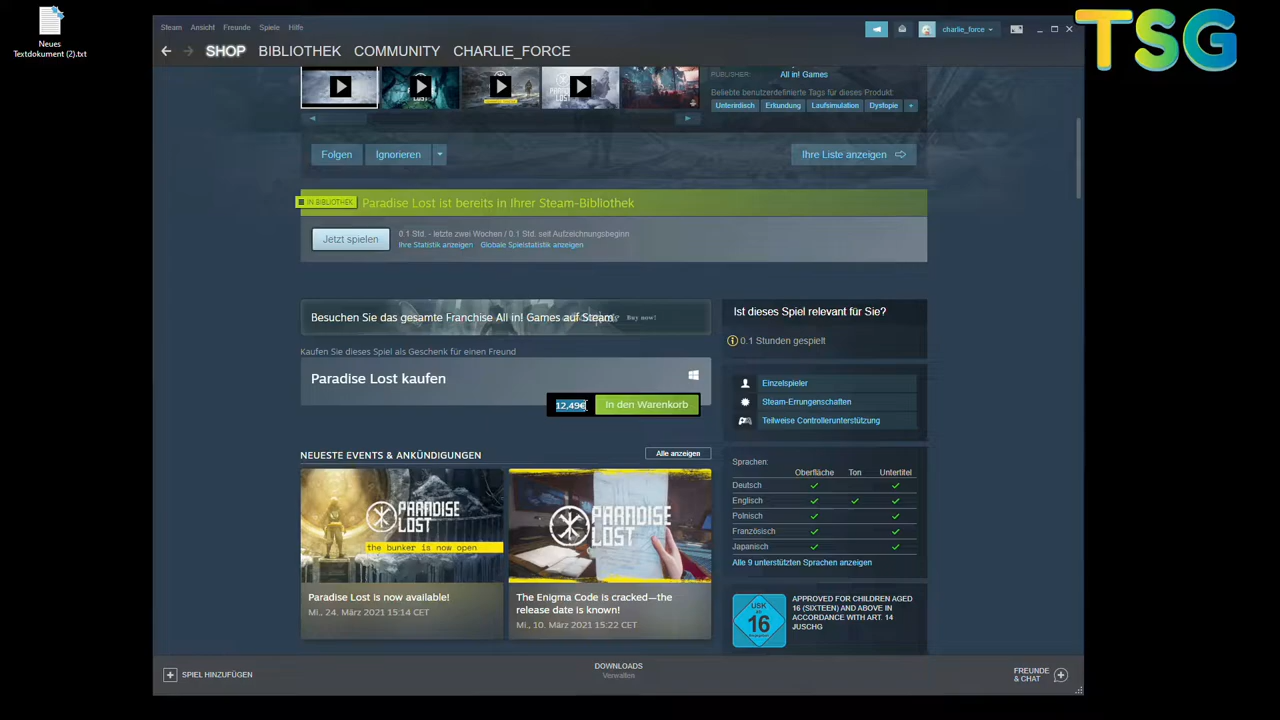 Neues
Textdokument (2).txt
TSG
Steam Ansicht Freunde Spiele Hilfe
charlie_force
SHOP BIBLIOTHEK COMMUNITY CHARLIE_FORCE
LOST
PUBLISHER: All in! Games
Beliebte benutzerdefinierte Tags für dieses Produkt:
Unterirdisch Erkundung Laufsimulation Dystopie +
Folgen Ignorieren Ihre Liste anzeigen
IN BIBLIOTHEK Paradise Lost ist bereits in Ihrer Steam-Bibliothek
Jetzt spielen
0.1 Std. - letzte zwei Wochen / 0.1 Std. seit Aufzeichnungsbeginn
Ihre Statistik anzeigen Globale Spielstatistik anzeigen
Besuchen Sie das gesamte Franchise All in! Games auf Steam Buy now!
Kaufen Sie dieses Spiel als Geschenk für einen Freund
Paradise Lost kaufen
12,49€ In den Warenkorb
NEUESTE EVENTS & ANKÜNDIGUNGEN Alle anzeigen
PARADISE
LOST
the bunker is now open
Paradise Lost is now available!
Mi., 24. März 2021 15:14 CET
PARADISE
LOST
The Enigma Code is cracked—the
release date is known!
Mi., 10. März 2021 15:22 CET
Ist dieses Spiel relevant für Sie?
0.1 Stunden gespielt
Einzelspieler
Steam-Errungenschaften
Teilweise Controllerunterstützung
Sprachen:
Oberfläche Ton Untertitel
Deutsch ✓ ✓
Englisch ✓ ✓ ✓
Polnisch ✓ ✓
Französisch ✓ ✓
Japanisch ✓ ✓
Alle 9 unterstützten Sprachen anzeigen
USK
16
APPROVED FOR CHILDREN AGED
16 (SIXTEEN) AND ABOVE IN
ACCORDANCE WITH ART. 14
JUSCHG
SPIEL HINZUFÜGEN
DOWNLOADS
Verwalten
FREUNDE
& CHAT